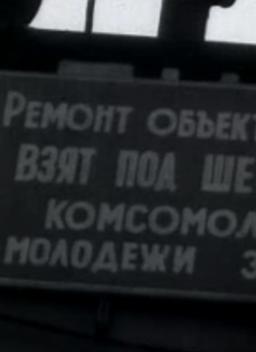 РЕМОНТ ОБЪЕКТ
ВЗЯТ ПОД ШЕ
КОМСОМОЛ
МОЛОДЕЖИ З